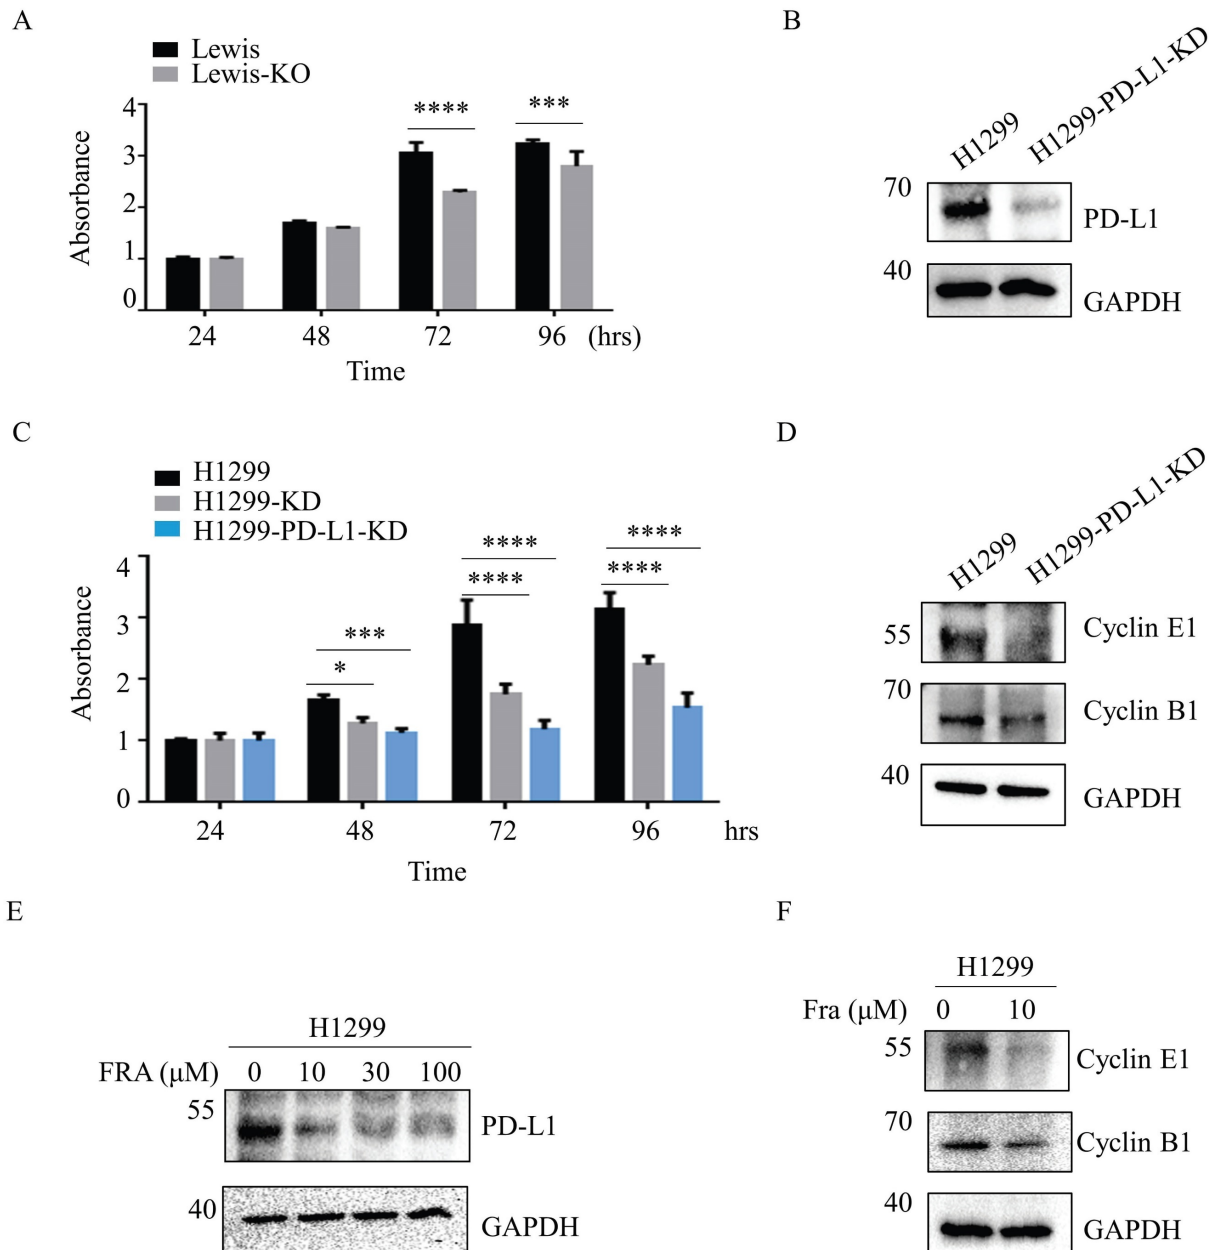 A
Lewis
Lewis-KO
Absorbance
4
3
2
1
0
****
***
24 48 72 96 (hrs)
Time
B
H1299
H1299-PD-L1-KD
70
PD-L1
40
GAPDH
C
H1299
H1299-KD
H1299-PD-L1-KD
Absorbance
4
3
2
1
0
***
*
****
****
****
****
24 48 72 96 hrs
Time
D
H1299
H1299-PD-L1-KD
55
Cyclin E1
70
Cyclin B1
40
GAPDH
E
H1299
FRA (μM) 0 10 30 100
55
PD-L1
40
GAPDH
F
H1299
Fra (μM) 0 10
55
Cyclin E1
70
Cyclin B1
40
GAPDH